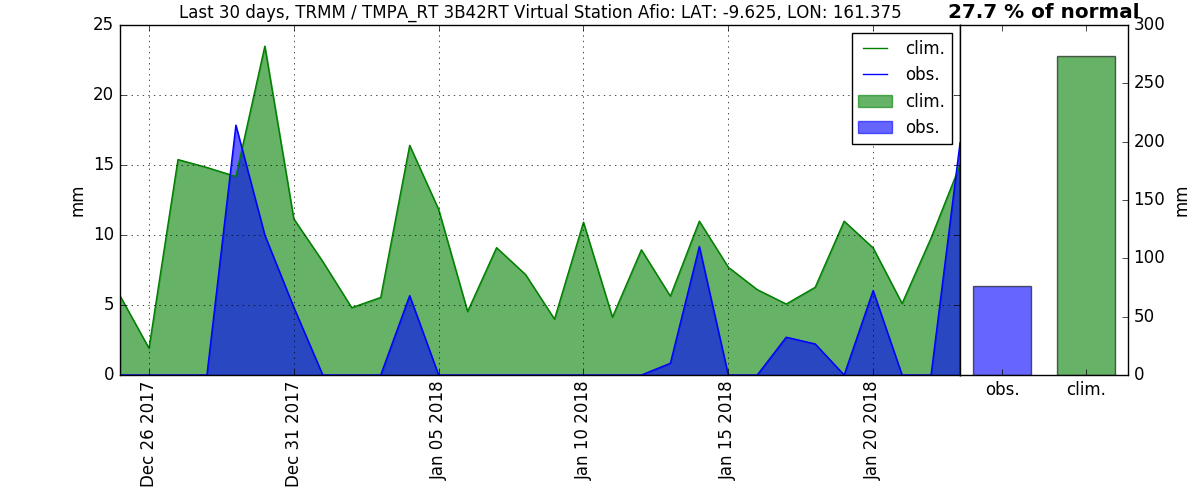 Last 30 days, TRMM / TMPA_RT 3B42RT Virtual Station Afio: LAT: -9.625, LON: 161.375
27.7 % of normal
25
20
15
10
5
0
mm
clim.
obs.
clim.
obs.
300
250
200
150
100
50
0
mm
Dec 26 2017
Dec 31 2017
Jan 05 2018
Jan 10 2018
Jan 15 2018
Jan 20 2018
obs.
clim.